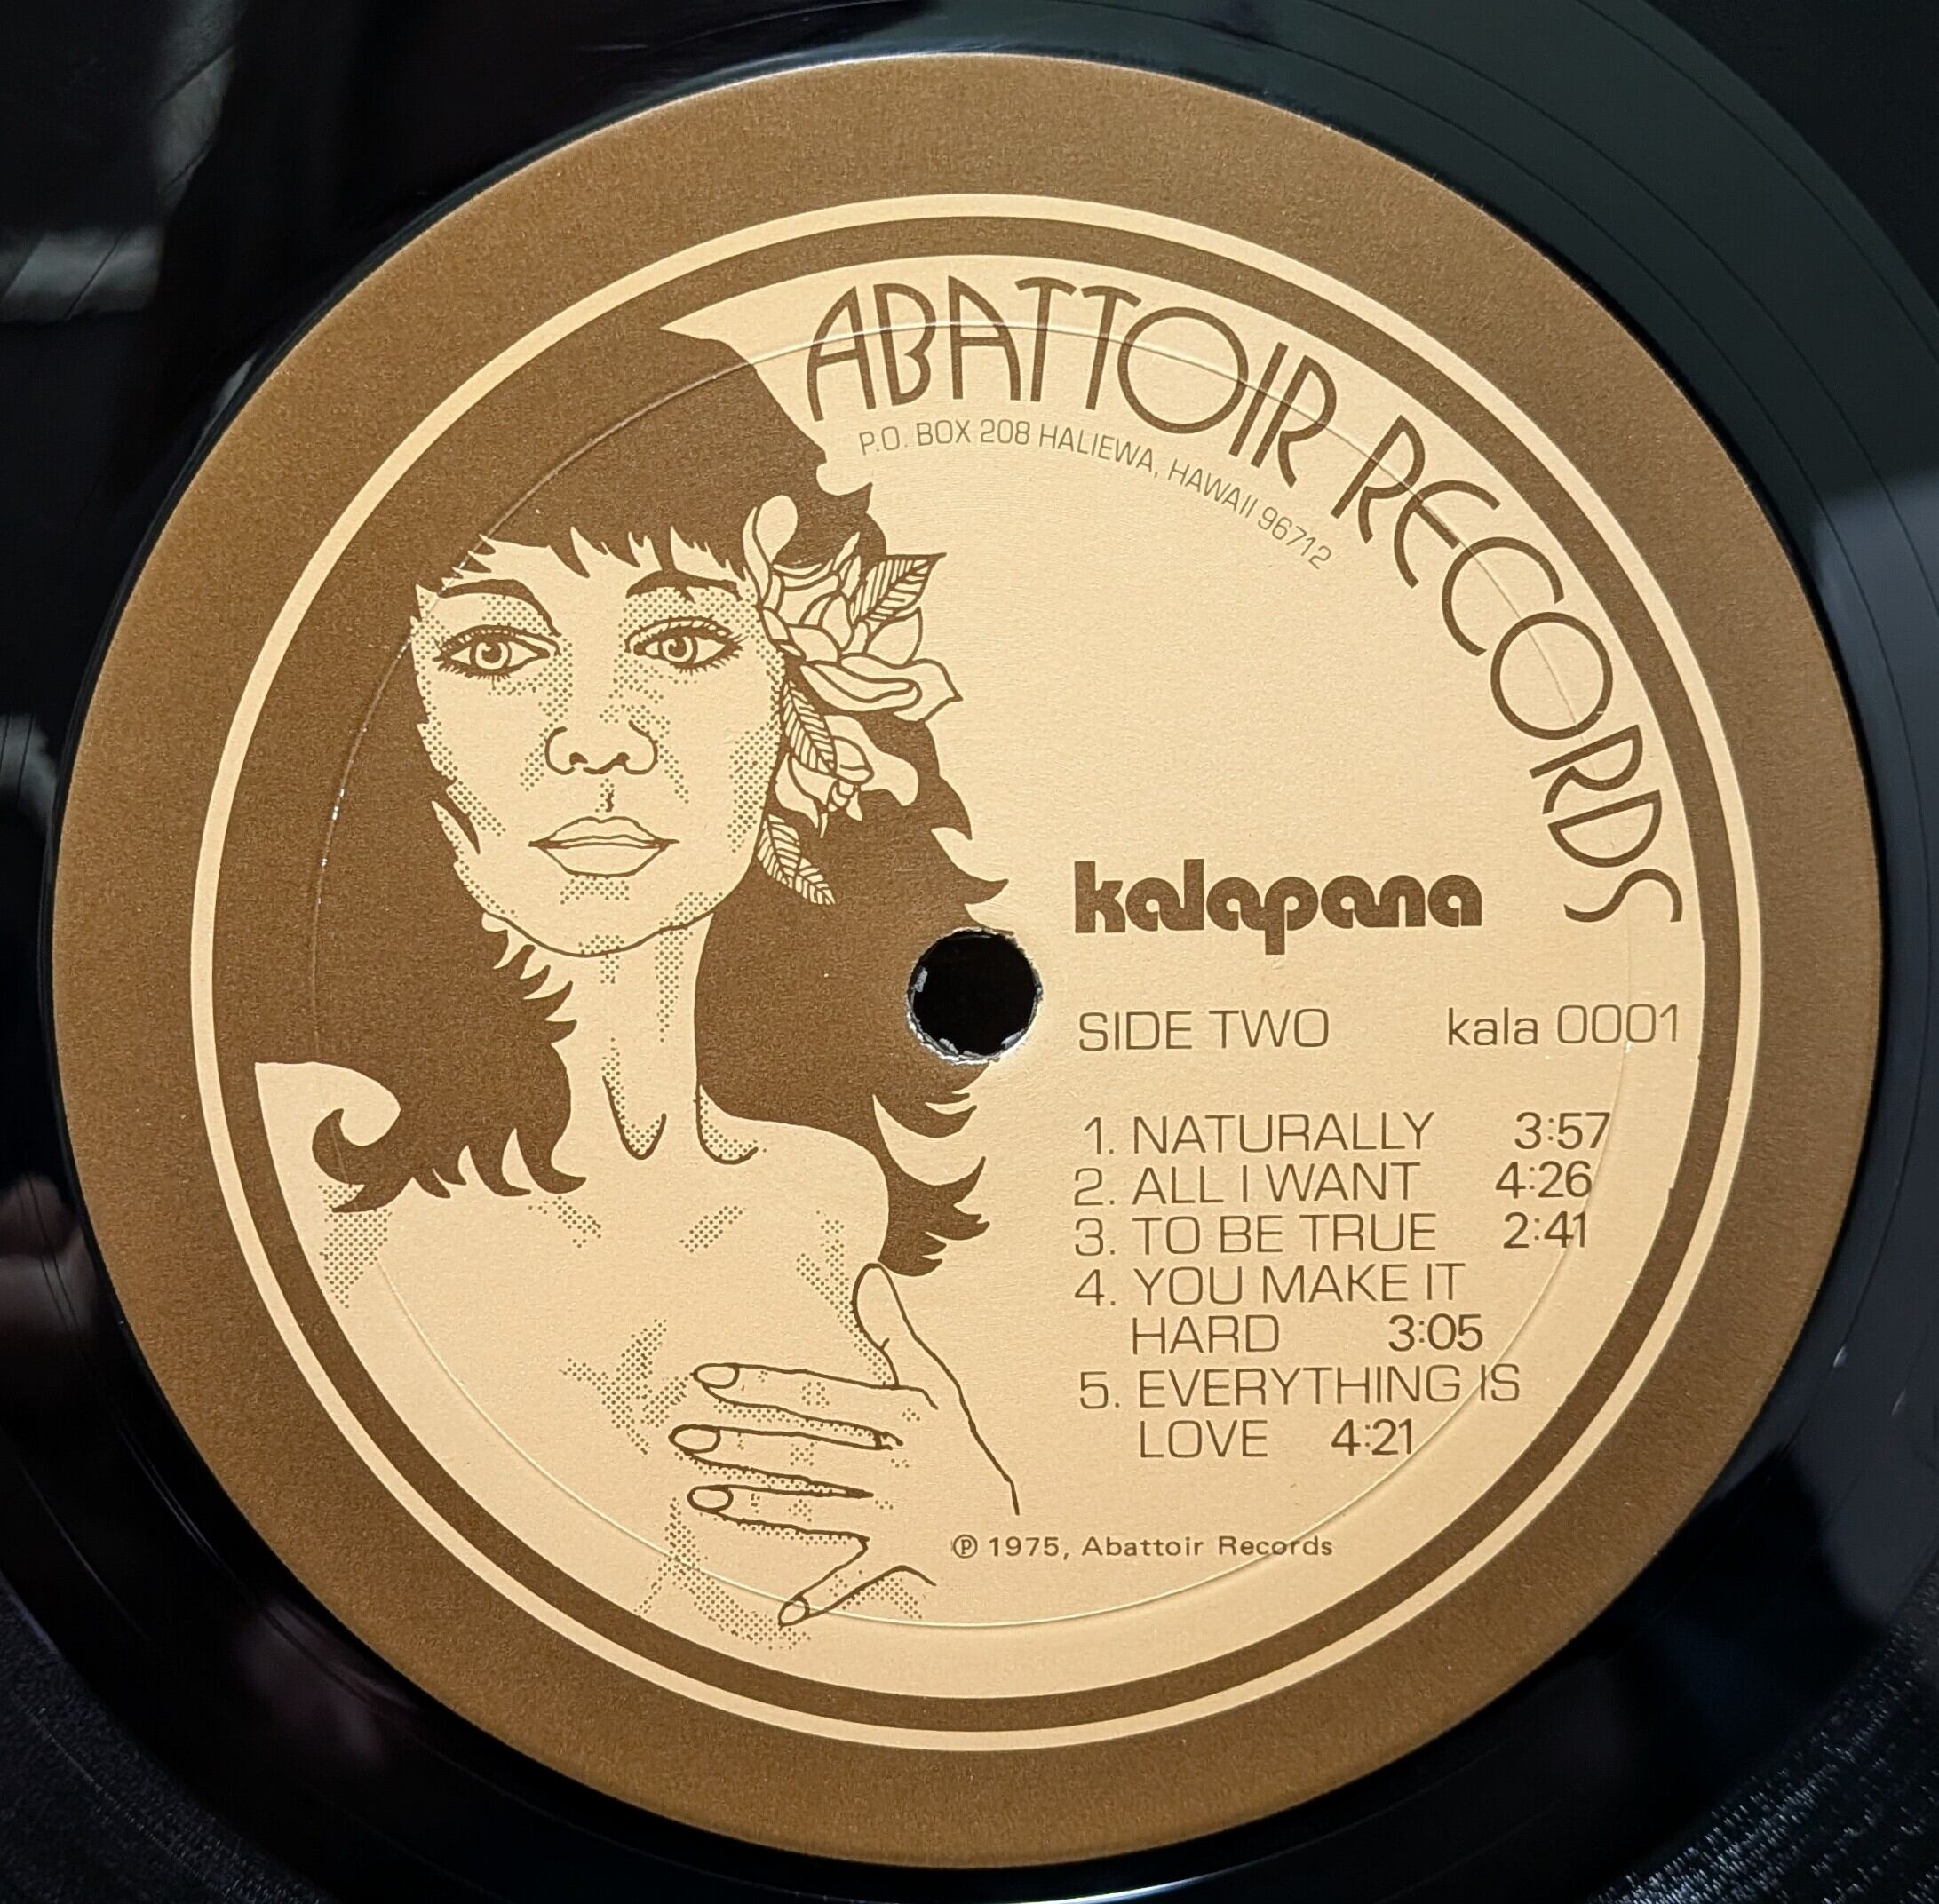 ABATTOIR RECORDS
P.O. BOX 208 HALIEWA, HAWAII 96712
kalapana
SIDE TWO kala 0001
1. NATURALLY 3:57
2. ALL I WANT 4:26
3. TO BE TRUE 2:41
4. YOU MAKE IT
HARD 3:05
5. EVERYTHING IS
LOVE 4:21
℗ 1975, Abattoir Records